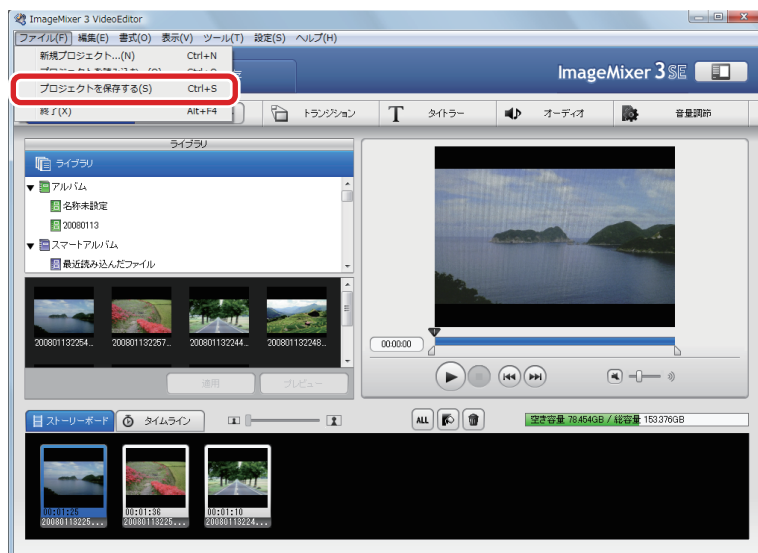 ImageMixer 3 VideoEditor
ファイル(F) 編集(E) 書式(O) 表示(V) ツール(T) 設定(S) ヘルプ(H)
新規プロジェクト...(N) Ctrl+N
プロジェクトを保存する(S) Ctrl+S
終了(X) Alt+F4
ImageMixer 3 SE
トランジション T タイトラー オーディオ 音量調節
ライブラリ
ライブラリ
アルバム
名称未設定
20080113
スマートアルバム
最近読み込んだファイル
200801132254... 200801132257... 200801132244... 200801132248...
適用 プレビュー
00:00:00
ストーリーボード タイムライン
ALL
空き容量 78.454GB / 総容量 153.376GB
00:01:25 00:01:36 00:01:10
20080113225... 20080113225... 20080113224...